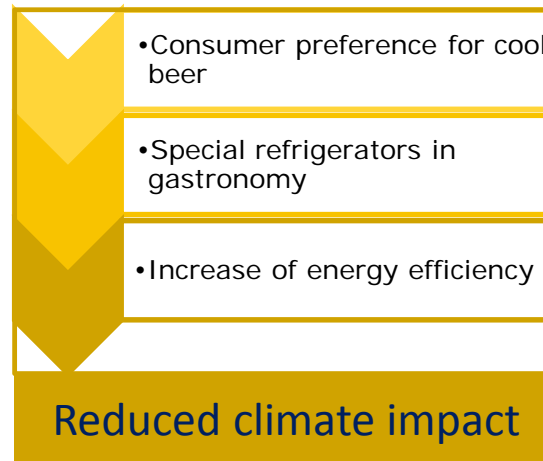 •Consumer preference for cool
beer
•Special refrigerators in
gastronomy
•Increase of energy efficiency
Reduced climate impact